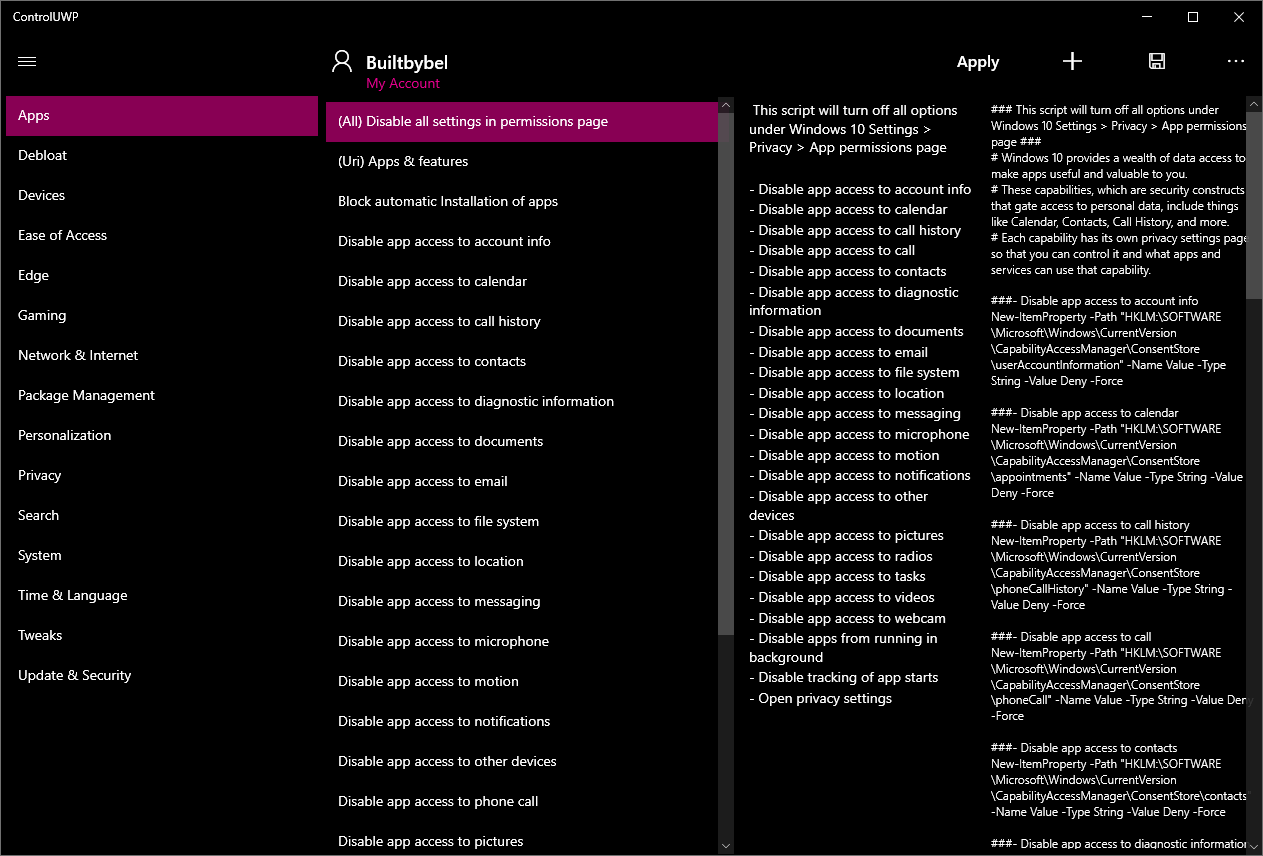 ControlUWP
Builtbybel
My Account
Apply
Apps
Debloat
Devices
Ease of Access
Edge
Gaming
Network & Internet
Package Management
Personalization
Privacy
Search
System
Time & Language
Tweaks
Update & Security
(All) Disable all settings in permissions page
(Uri) Apps & features
Block automatic Installation of apps
Disable app access to account info
Disable app access to calendar
Disable app access to call history
Disable app access to contacts
Disable app access to diagnostic information
Disable app access to documents
Disable app access to email
Disable app access to file system
Disable app access to location
Disable app access to messaging
Disable app access to microphone
Disable app access to motion
Disable app access to notifications
Disable app access to other devices
Disable app access to phone call
Disable app access to pictures
This script will turn off all options
under Windows 10 Settings >
Privacy > App permissions page
- Disable app access to account info
- Disable app access to calendar
- Disable app access to call history
- Disable app access to call
- Disable app access to contacts
- Disable app access to diagnostic
information
- Disable app access to documents
- Disable app access to email
- Disable app access to file system
- Disable app access to location
- Disable app access to messaging
- Disable app access to microphone
- Disable app access to motion
- Disable app access to notifications
- Disable app access to other
devices
- Disable app access to pictures
- Disable app access to radios
- Disable app access to tasks
- Disable app access to videos
- Disable app access to webcam
- Disable apps from running in
background
- Disable tracking of app starts
- Open privacy settings
### This script will turn off all options under
Windows 10 Settings > Privacy > App permissions
page ###
# Windows 10 provides a wealth of data access to
make apps useful and valuable to you.
# These capabilities, which are security constructs
that gate access to personal data, include things
like Calendar, Contacts, Call History, and more.
# Each capability has its own privacy settings page
so that you can control it and what apps and
services can use that capability.
###- Disable app access to account info
New-ItemProperty -Path "HKLM:\SOFTWARE
\Microsoft\Windows\CurrentVersion
\CapabilityAccessManager\ConsentStore
\userAccountInformation" -Name Value -Type
String -Value Deny -Force
###- Disable app access to calendar
New-ItemProperty -Path "HKLM:\SOFTWARE
\Microsoft\Windows\CurrentVersion
\CapabilityAccessManager\ConsentStore
\appointments" -Name Value -Type String -Value
Deny -Force
###- Disable app access to call history
New-ItemProperty -Path "HKLM:\SOFTWARE
\Microsoft\Windows\CurrentVersion
\CapabilityAccessManager\ConsentStore
\phoneCallHistory" -Name Value -Type String -
Value Deny -Force
###- Disable app access to call
New-ItemProperty -Path "HKLM:\SOFTWARE
\Microsoft\Windows\CurrentVersion
\CapabilityAccessManager\ConsentStore
\phoneCall" -Name Value -Type String -Value Deny
-Force
###- Disable app access to contacts
New-ItemProperty -Path "HKLM:\SOFTWARE
\Microsoft\Windows\CurrentVersion
\CapabilityAccessManager\ConsentStore\contacts"
-Name Value -Type String -Value Deny -Force
###- Disable app access to diagnostic information